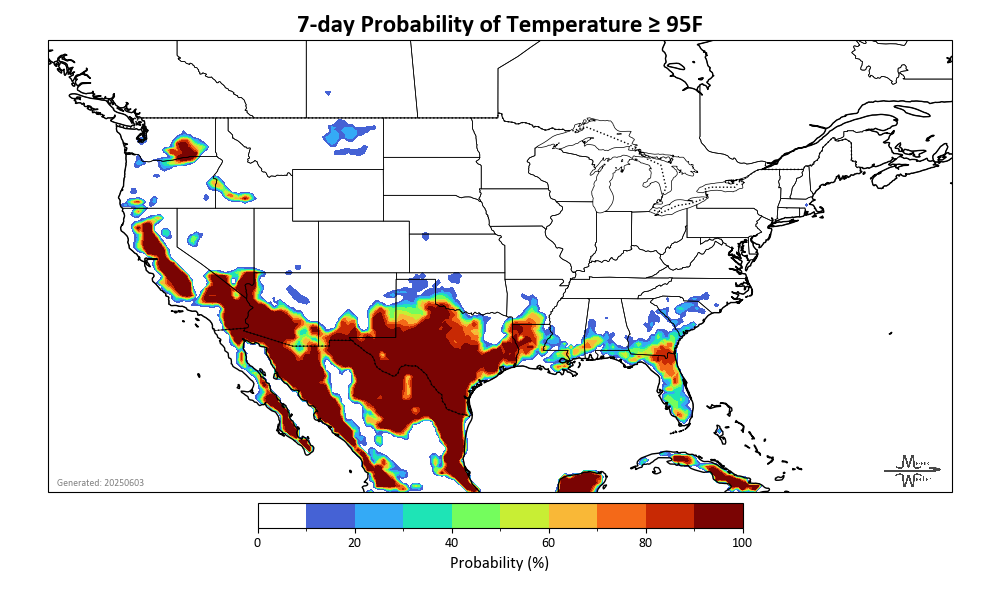 7-day Probability of Temperature ≥ 95F
Generated: 20250603
0 20 40 60 80 100
Probability (%)